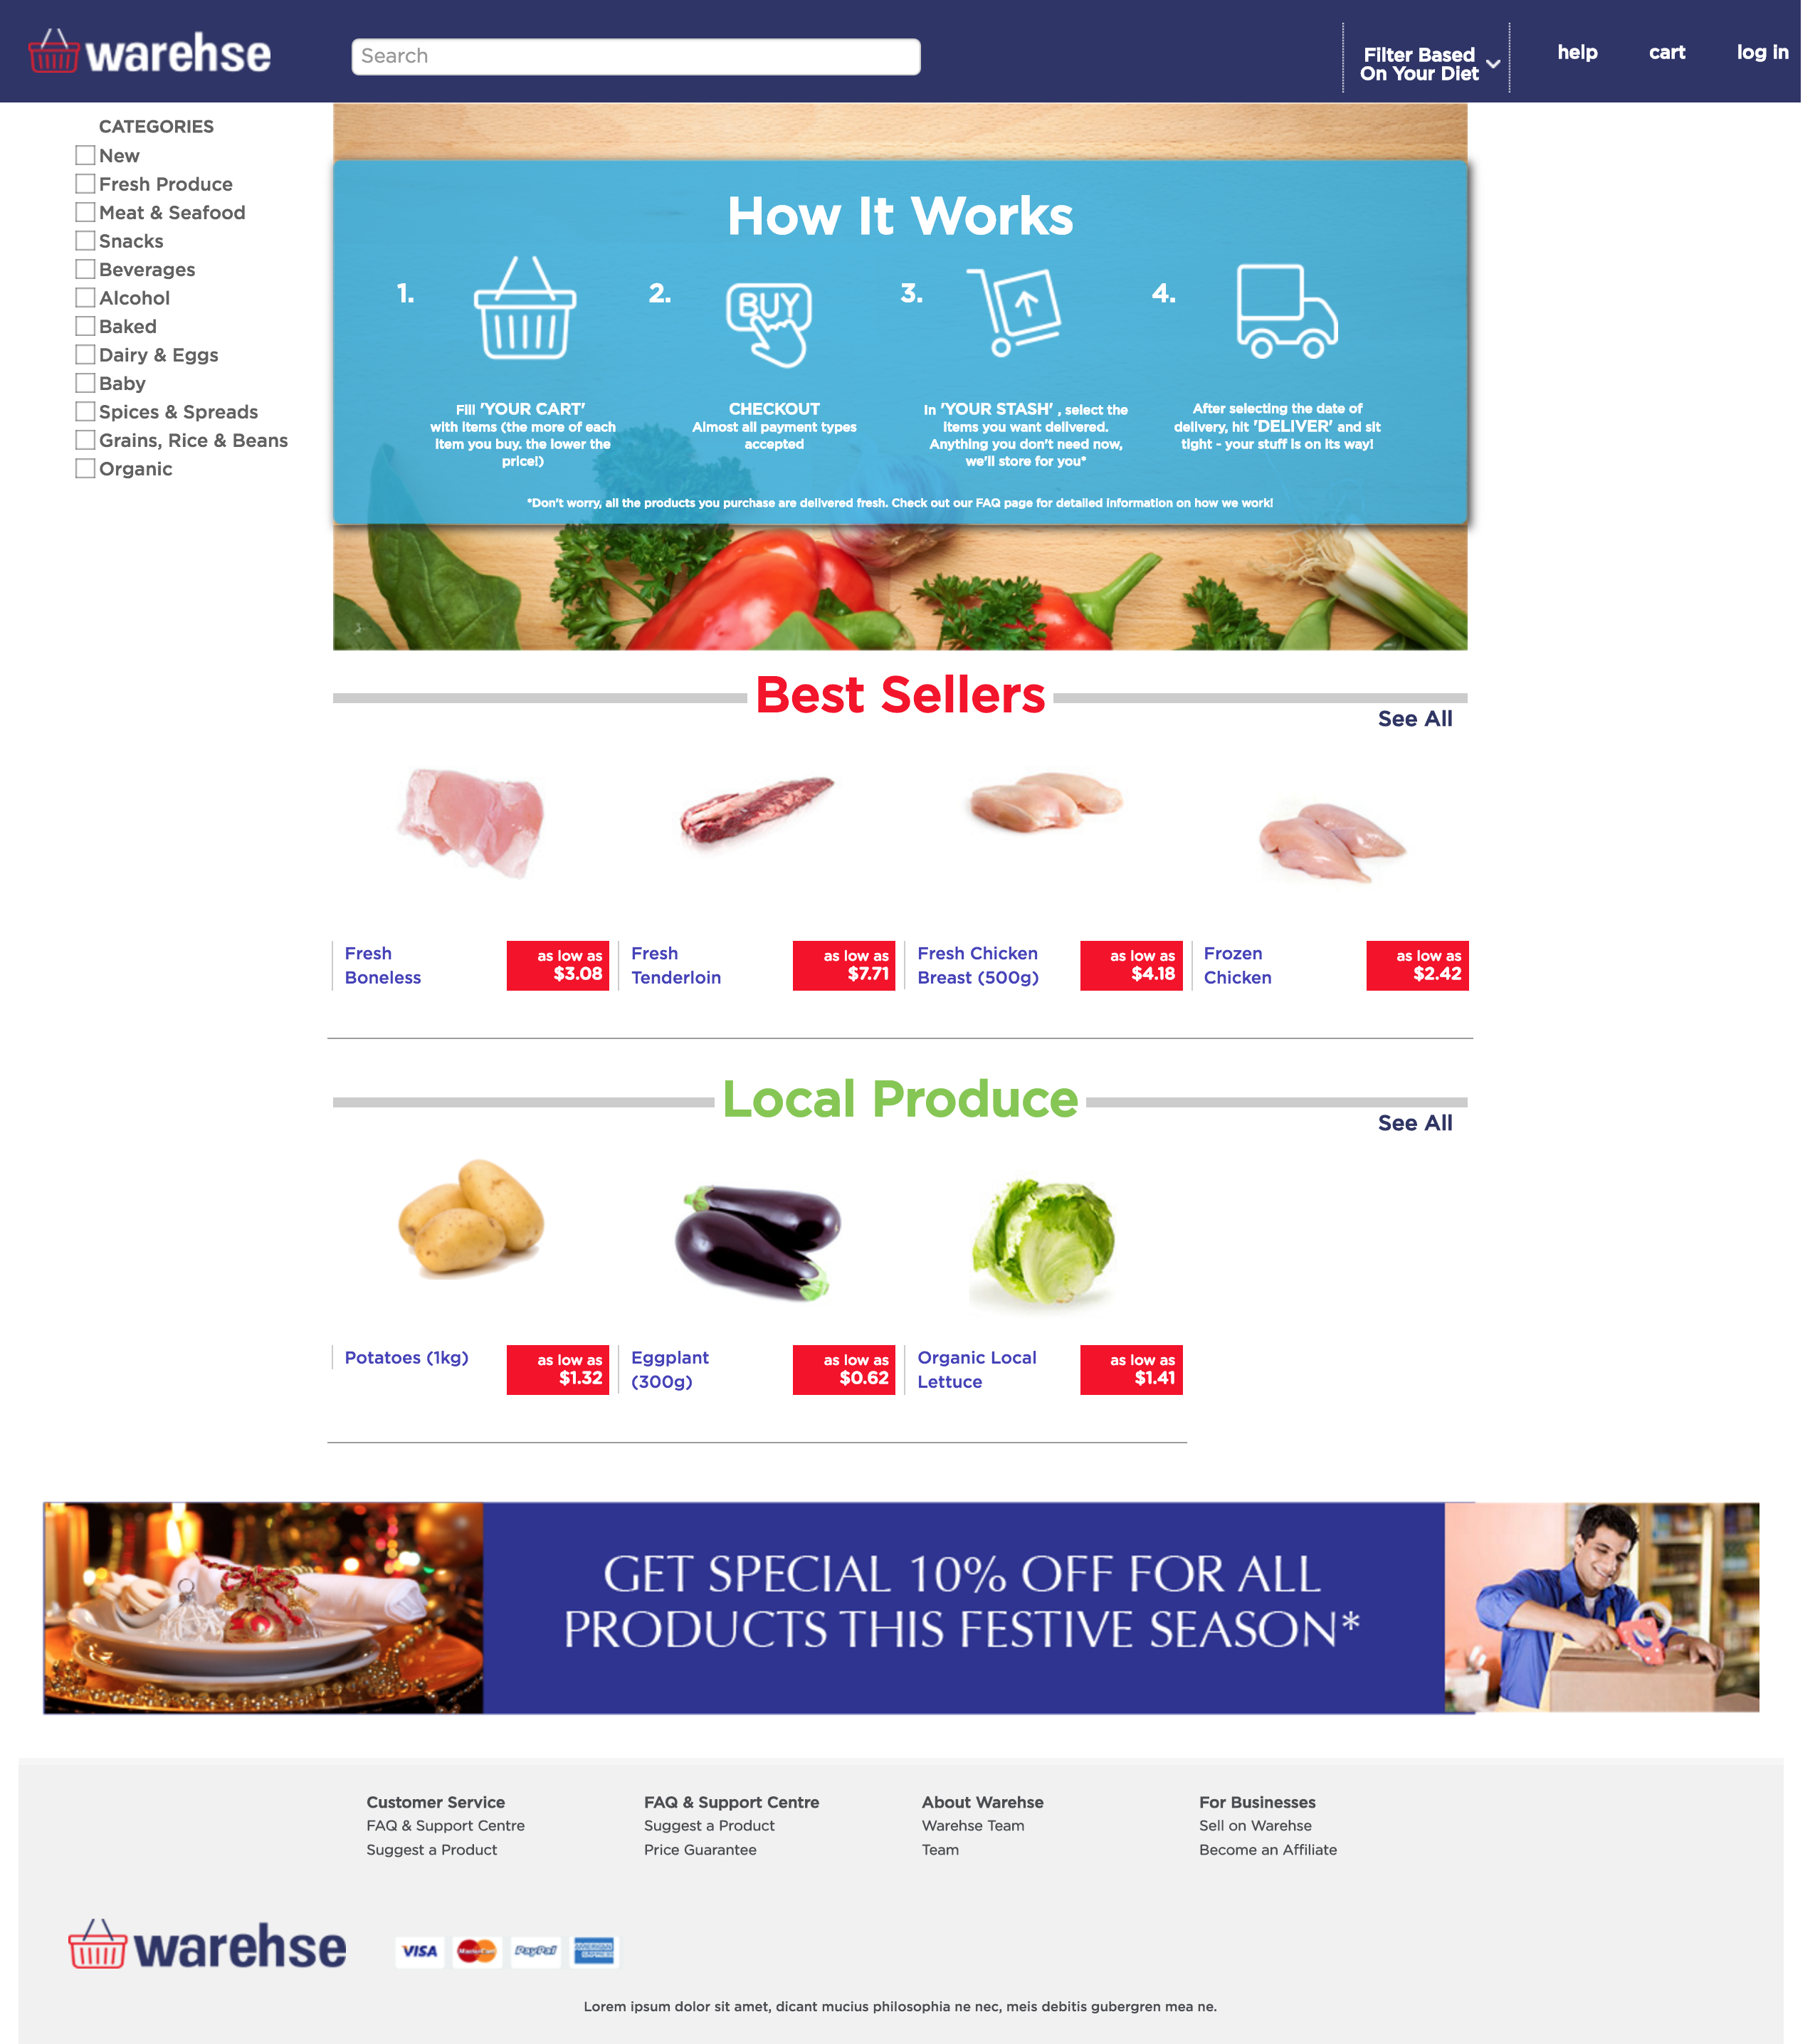 warehse
Search
Filter Based
On Your Diet
help
cart
log in
CATEGORIES
New
Fresh Produce
Meat & Seafood
Snacks
Beverages
Alcohol
Baked
Dairy & Eggs
Baby
Spices & Spreads
Grains, Rice & Beans
Organic
How It Works
1.
2.
BUY
3.
4.
Fill 'YOUR CART'
with items (the more of each
item you buy. the lower the
price!)
CHECKOUT
Almost all payment types
accepted
In 'YOUR STASH' , select the
items you want delivered.
Anything you don't need now,
we'll store for you*
After selecting the date of
delivery, hit 'DELIVER' and sit
tight - your stuff is on its way!
*Don't worry, all the products you purchase are delivered fresh. Check out our FAQ page for detailed information on how we work!
Best Sellers
See All
Fresh
Boneless
as low as
$3.08
Fresh
Tenderloin
as low as
$7.71
Fresh Chicken
Breast (500g)
as low as
$4.18
Frozen
Chicken
as low as
$2.42
Local Produce
See All
Potatoes (1kg)
as low as
$1.32
Eggplant
(300g)
as low as
$0.62
Organic Local
Lettuce
as low as
$1.41
GET SPECIAL 10% OFF FOR ALL
PRODUCTS THIS FESTIVE SEASON*
Customer Service
FAQ & Support Centre
Suggest a Product
FAQ & Support Centre
Suggest a Product
Price Guarantee
About Warehse
Warehse Team
Team
For Businesses
Sell on Warehse
Become an Affiliate
warehse
VISA
MasterCard
PayPal
AMERICAN
EXPRESS
Lorem ipsum dolor sit amet, dicant mucius philosophia ne nec, meis debitis gubergren mea ne.